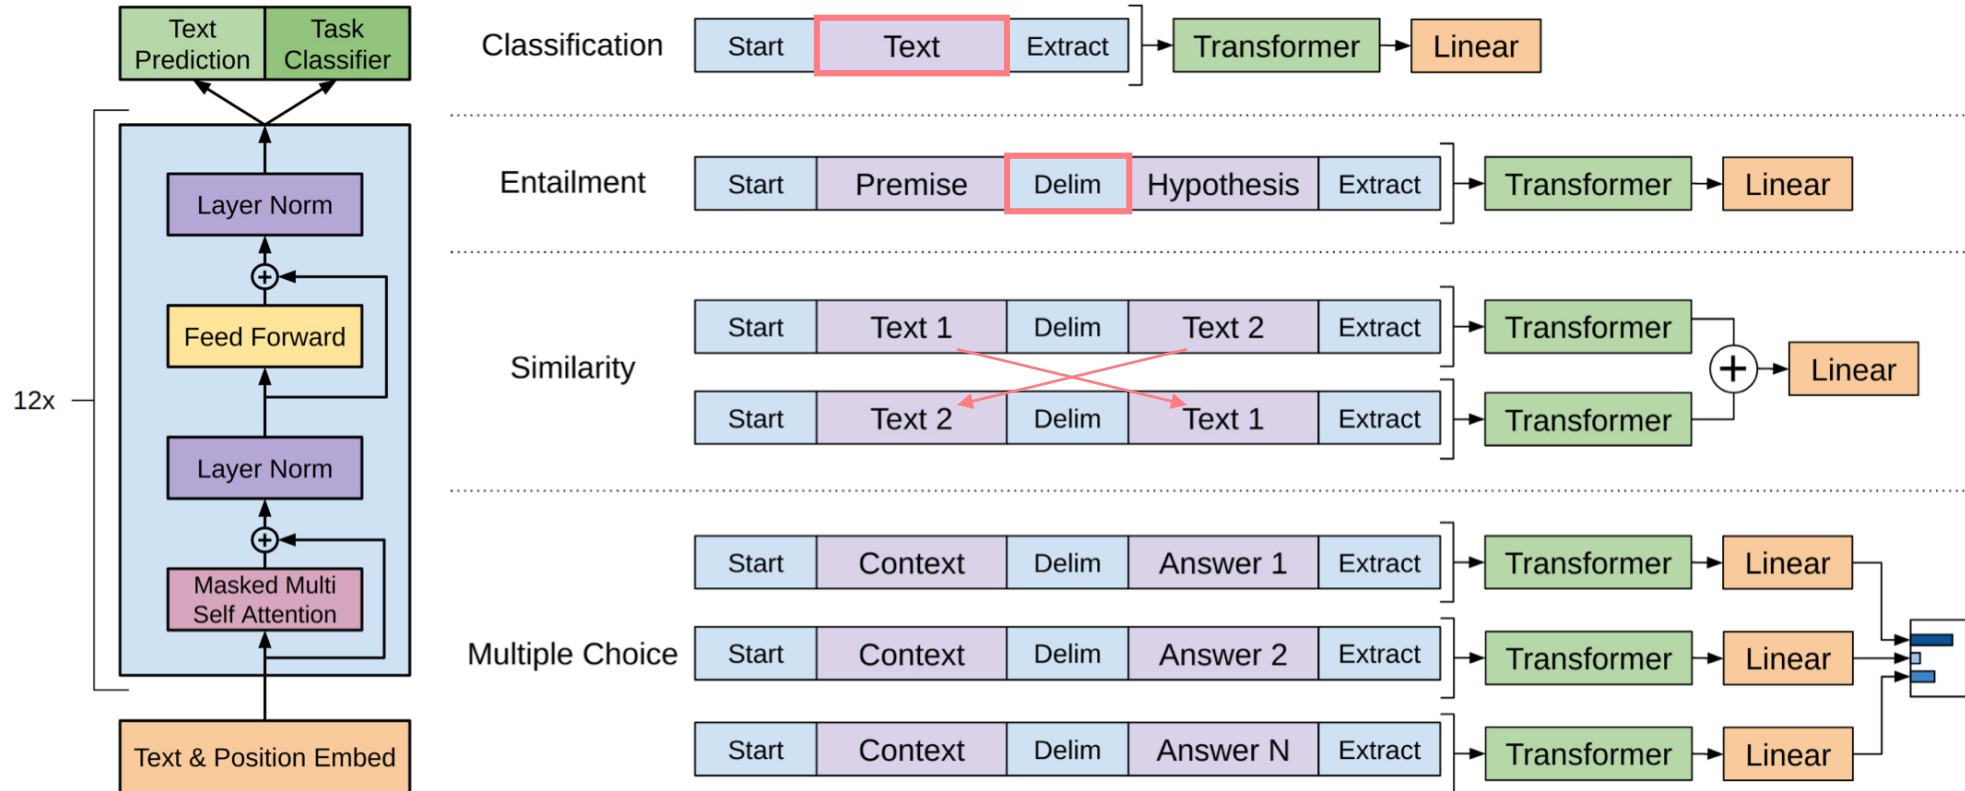 Text
Prediction
Task
Classifier
12x
Layer Norm
Feed Forward
Layer Norm
Masked Multi
Self Attention
Text & Position Embed
Classification
Start Text Extract Transformer Linear
Entailment
Start Premise Delim Hypothesis Extract Transformer Linear
Similarity
Start Text 1 Delim Text 2 Extract Transformer
Start Text 2 Delim Text 1 Extract Transformer
+ Linear
Multiple Choice
Start Context Delim Answer 1 Extract Transformer Linear
Start Context Delim Answer 2 Extract Transformer Linear
Start Context Delim Answer N Extract Transformer Linear